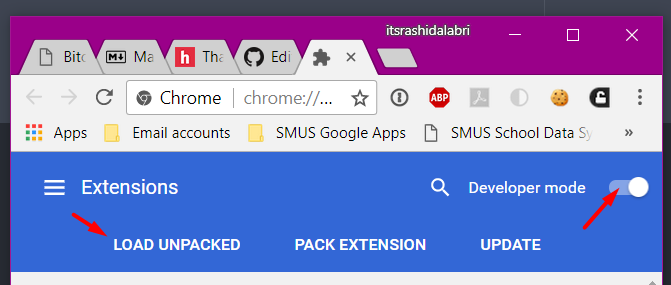 itsrashidalabri
Bitc
Ma
Tha
Edi
Chrome chrome://...
ABP
Apps Email accounts SMUS Google Apps SMUS School Data Sy »
Extensions Developer mode
LOAD UNPACKED PACK EXTENSION UPDATE